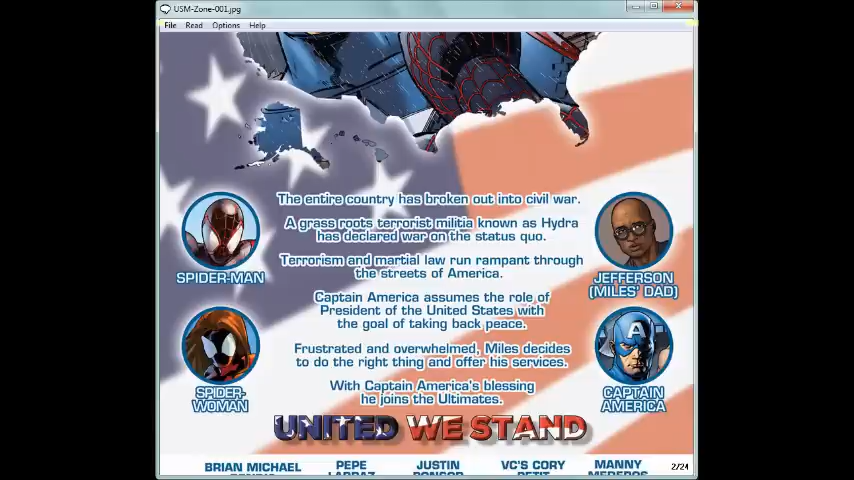 USM-Zone-001.jpg
File Read Options Help
The entire country has broken out into civil war.
A grass roots terrorist militia known as Hydra
has declared war on the status quo.
Terrorism and martial law run rampant through
the streets of America.
Captain America assumes the role of
President of the United States with
the goal of taking back peace.
Frustrated and overwhelmed, Miles decides
to do the right thing and offer his services.
With Captain America's blessing
he joins the Ultimates.
SPIDER-MAN
JEFFERSON
(MILES' DAD)
SPIDER-
WOMAN
CAPTAIN
AMERICA
A
UNITED WE STAND
BRIAN MICHAEL PEPE JUSTIN VC'S CORY MANNY
2/24